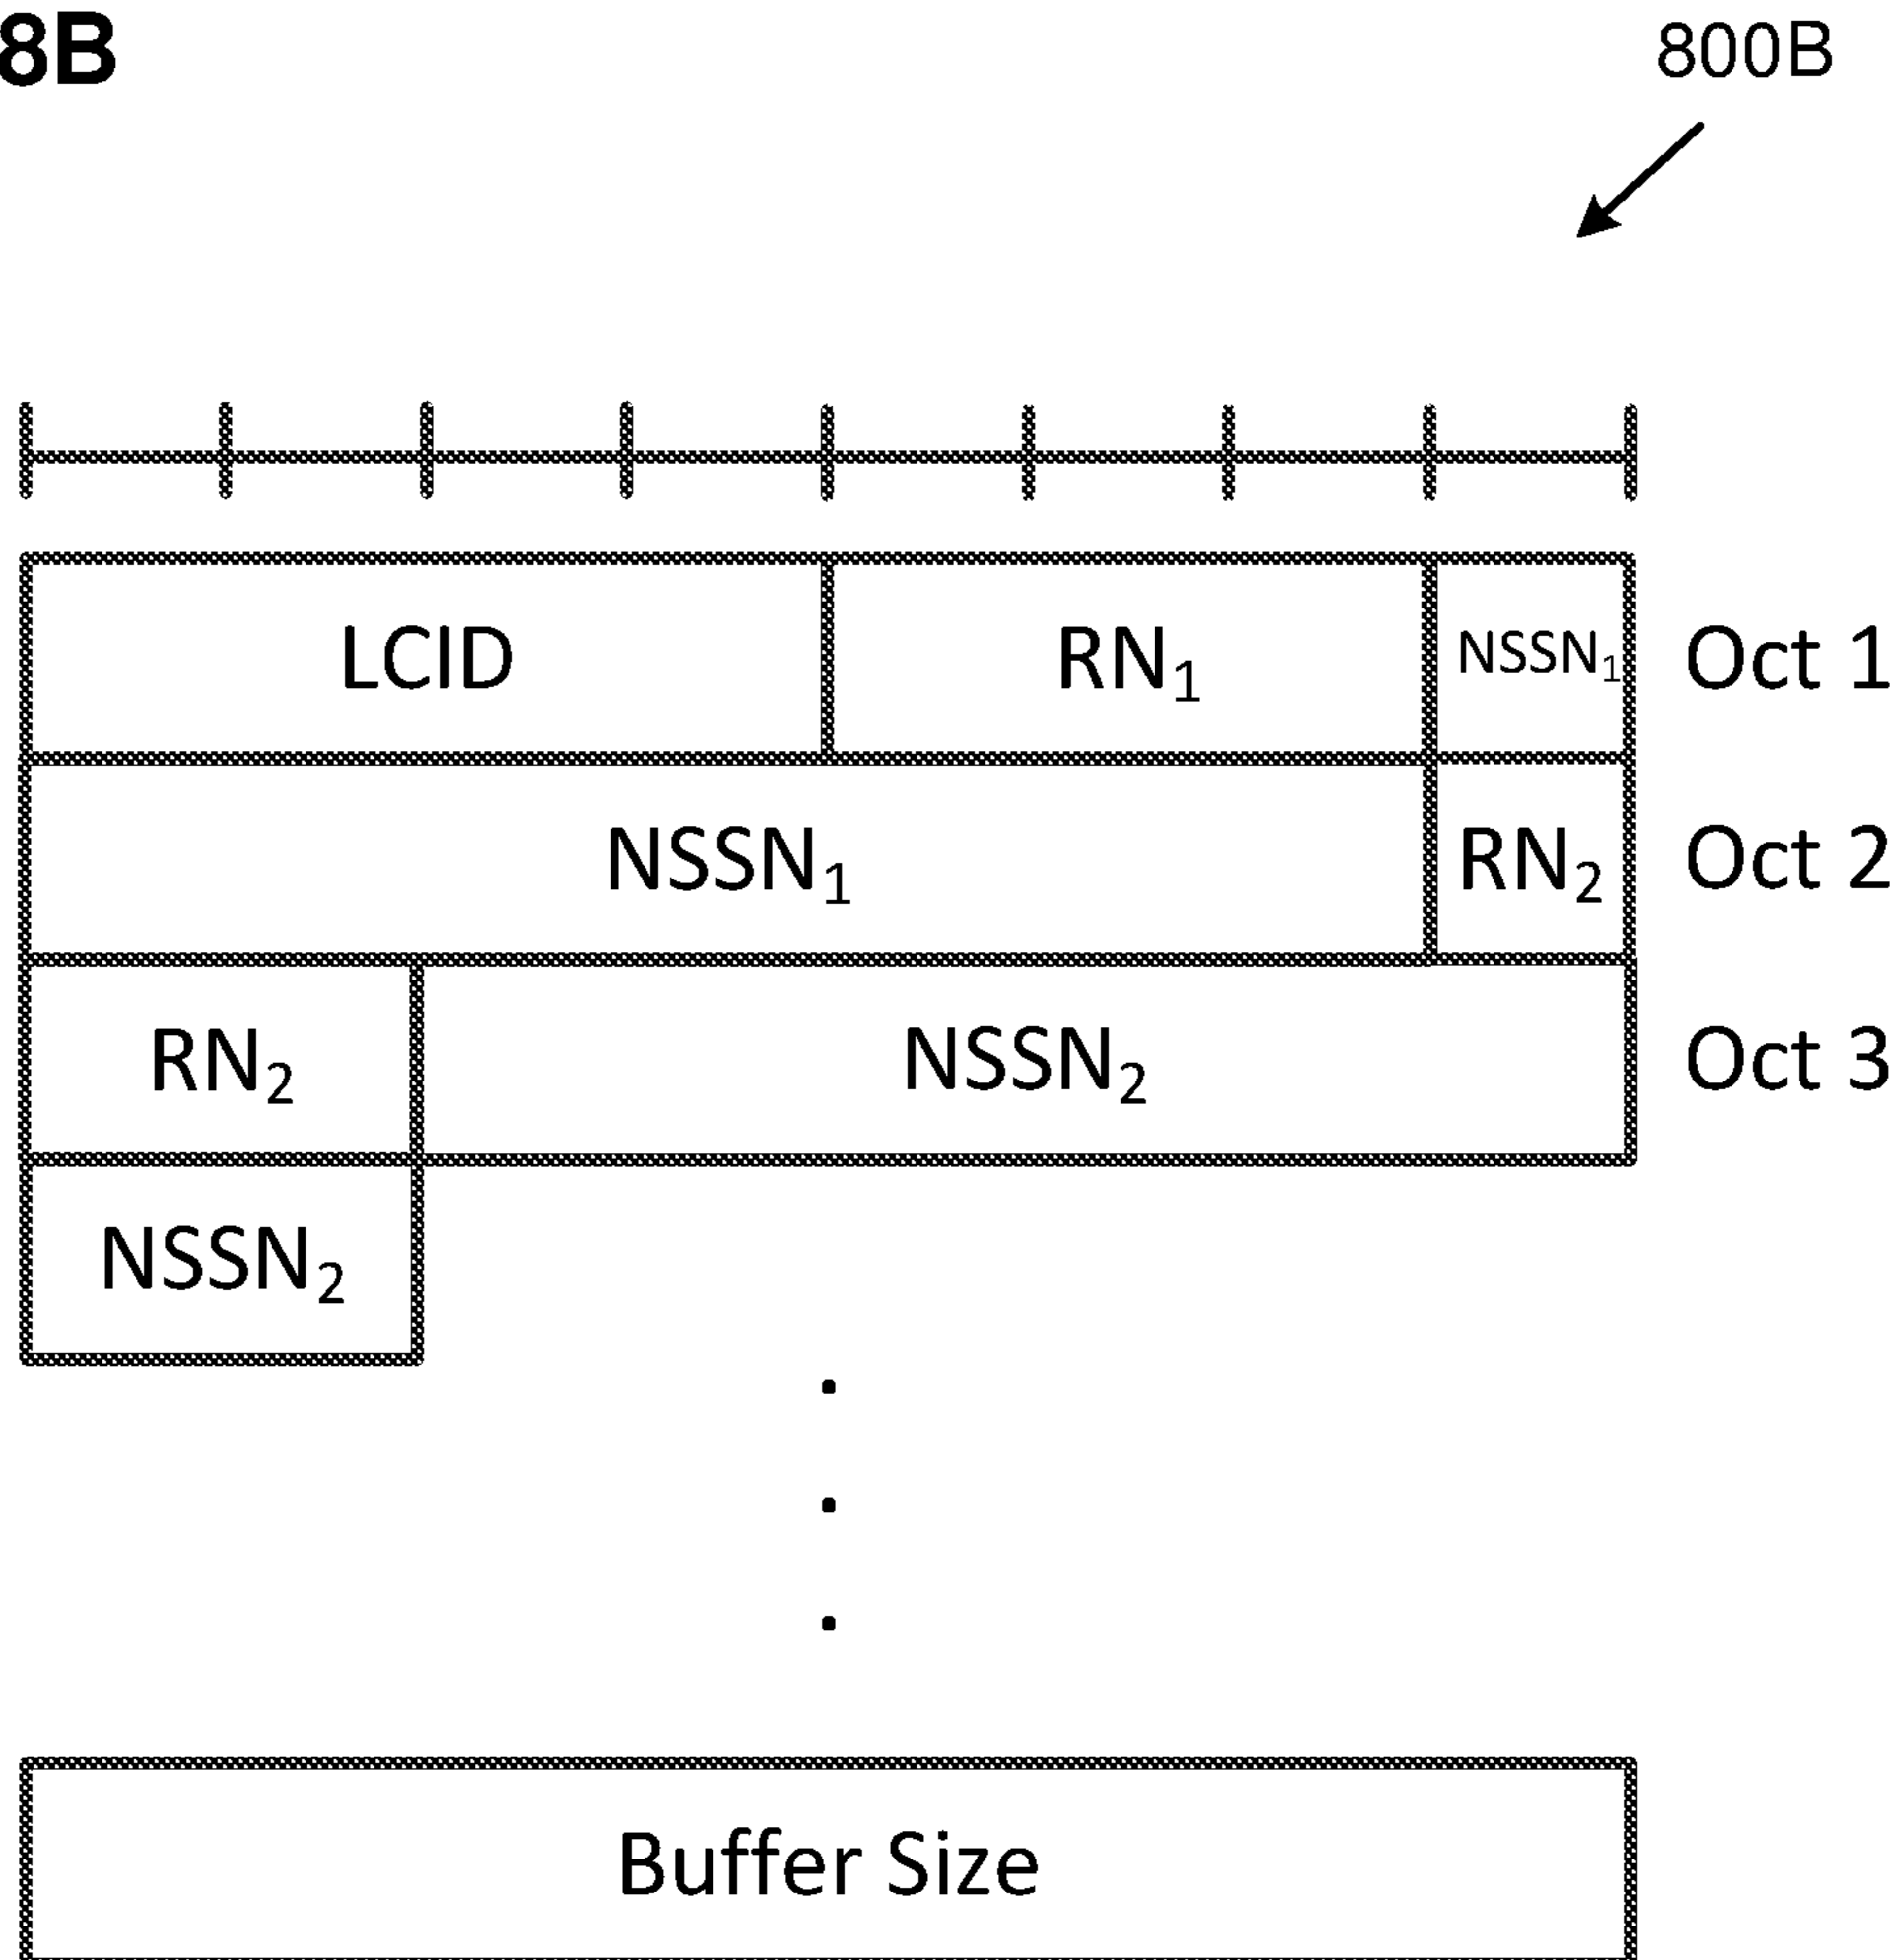 8B
800B
LCID RN₁ NSSN₁ Oct 1
NSSN₁ RN₂ Oct 2
RN₂ NSSN₂ Oct 3
NSSN₂
.
.
.
Buffer Size